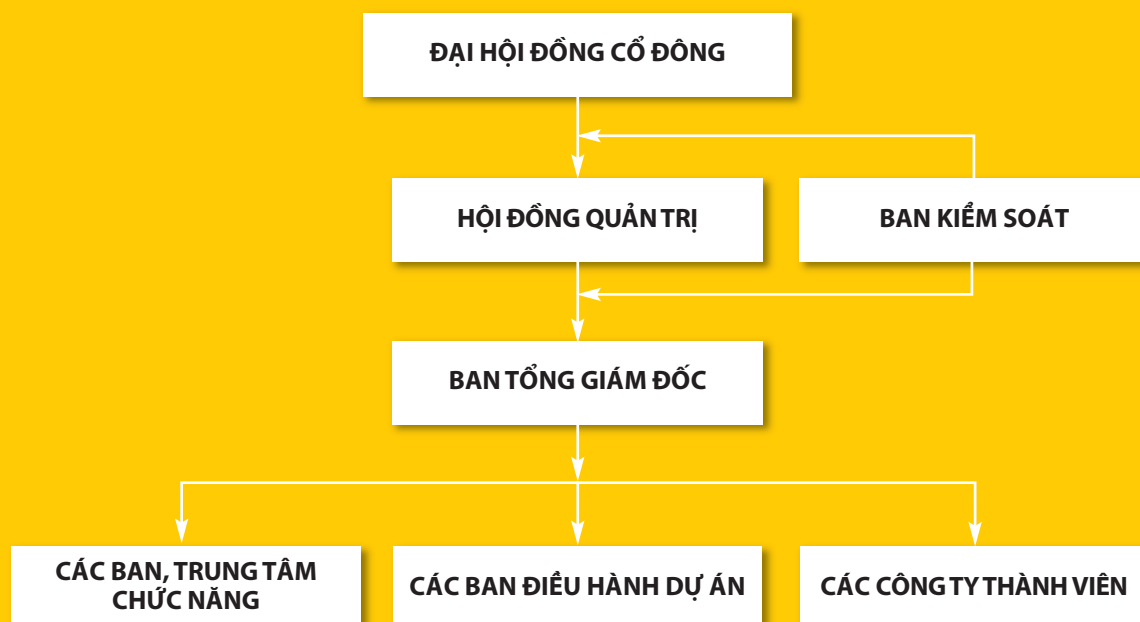 ĐẠI HỘI ĐỒNG CỔ ĐÔNG
HỘI ĐỒNG QUẢN TRỊ
BAN KIỂM SOÁT
BAN TỔNG GIÁM ĐỐC
CÁC BAN, TRUNG TÂM
CHỨC NĂNG
CÁC BAN ĐIỀU HÀNH DỰ ÁN
CÁC CÔNG TY THÀNH VIÊN